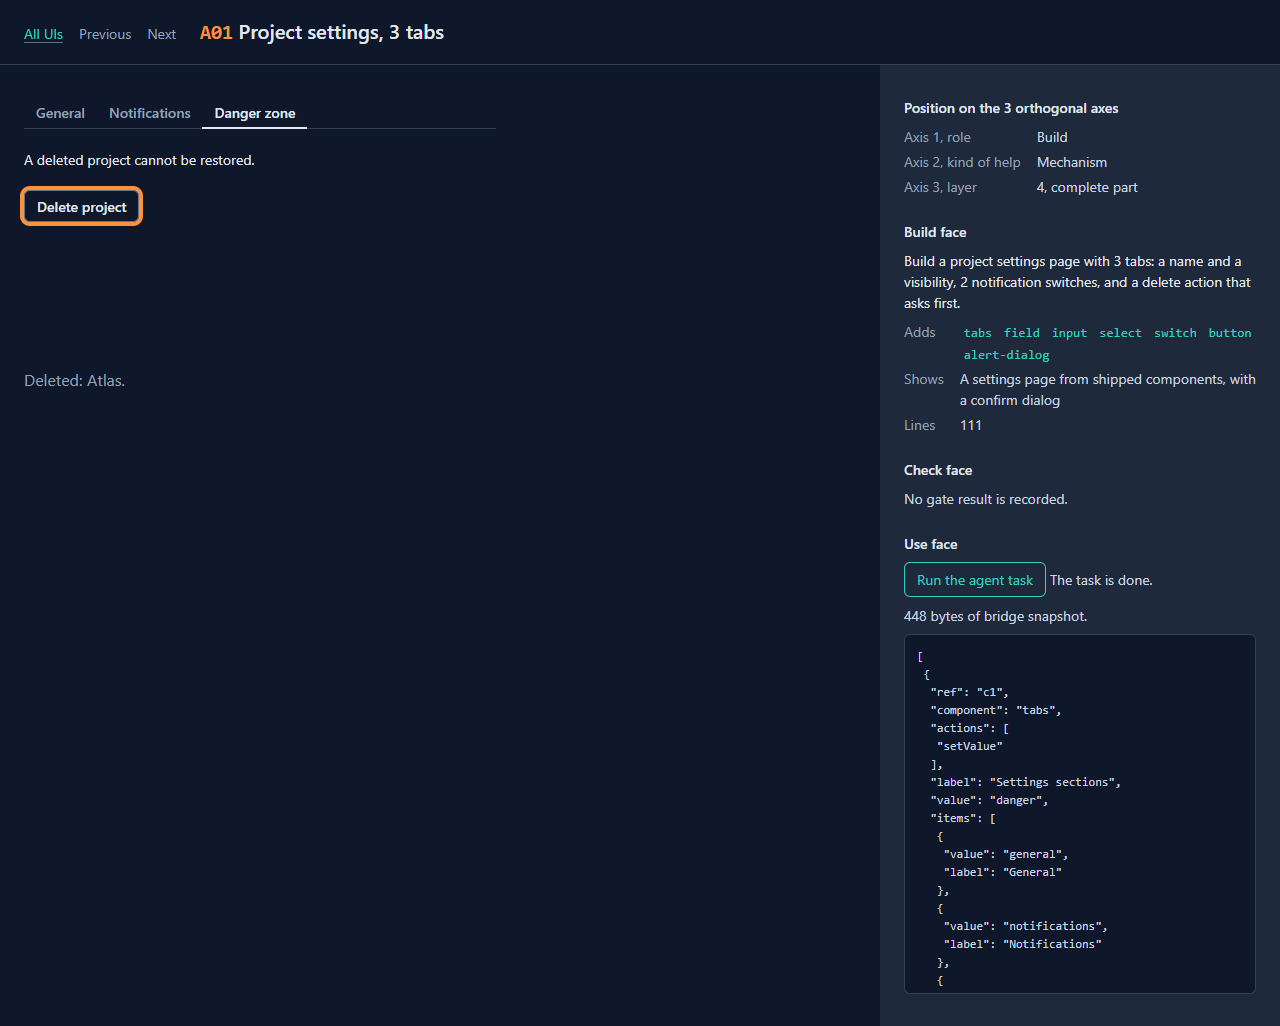 All UIs Previous Next A01 Project settings, 3 tabs
General Notifications Danger zone
A deleted project cannot be restored.
Delete project
Deleted: Atlas.
Position on the 3 orthogonal axes
Axis 1, role Build
Axis 2, kind of help Mechanism
Axis 3, layer 4, complete part
Build face
Build a project settings page with 3 tabs: a name and a
visibility, 2 notification switches, and a delete action that
asks first.
Adds tabs field input select switch button
alert-dialog
Shows A settings page from shipped components, with
a confirm dialog
Lines 111
Check face
No gate result is recorded.
Use face
Run the agent task The task is done.
448 bytes of bridge snapshot.
[
{
"ref": "c1",
"component": "tabs",
"actions": [
"setValue"
],
"label": "Settings sections",
"value": "danger",
"items": [
{
"value": "general",
"label": "General"
},
{
"value": "notifications",
"label": "Notifications"
},
{